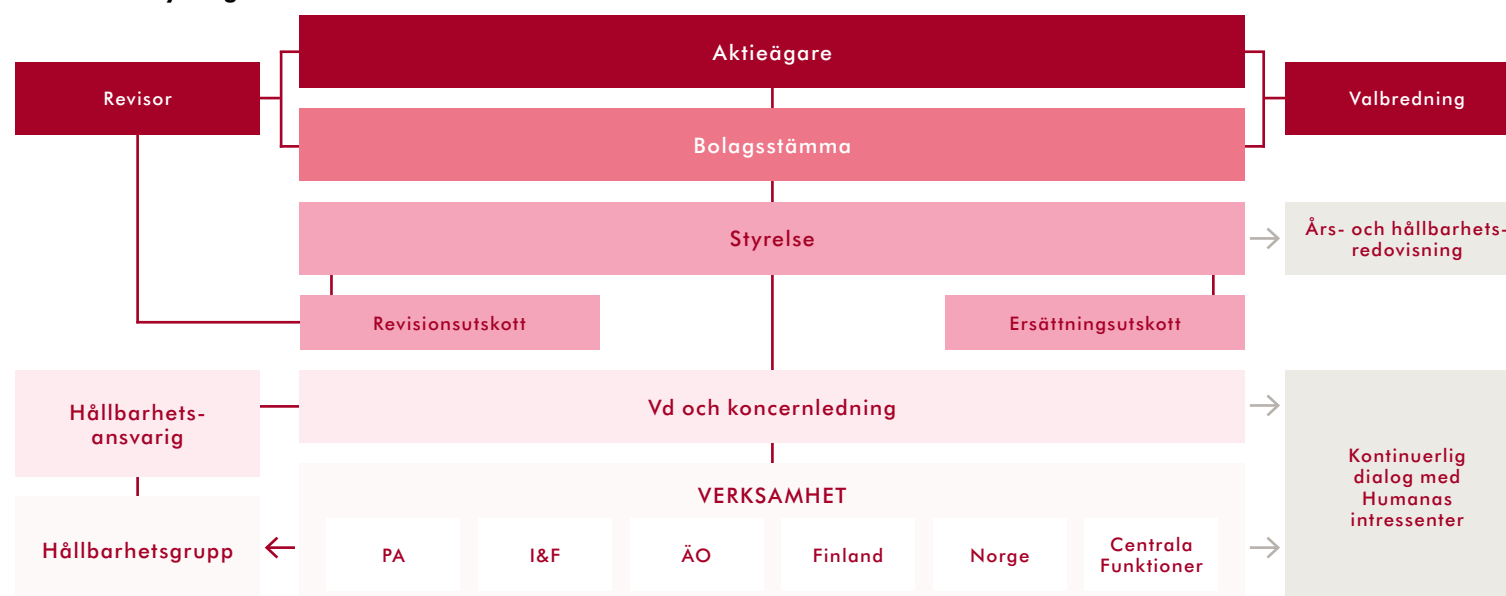 Aktieägare
Revisor
Valbredning
Bolagsstämma
Styrelse
Års- och hållbarhets-
redovisning
Revisionsutskott
Ersättningsutskott
Hållbarhets-
ansvarig
Vd och koncernledning
Kontinuerlig
dialog med
Humanas
intressenter
VERKSAMHET
Hållbarhetsgrupp
PA
I&F
ÄO
Finland
Norge
Centrala
Funktioner